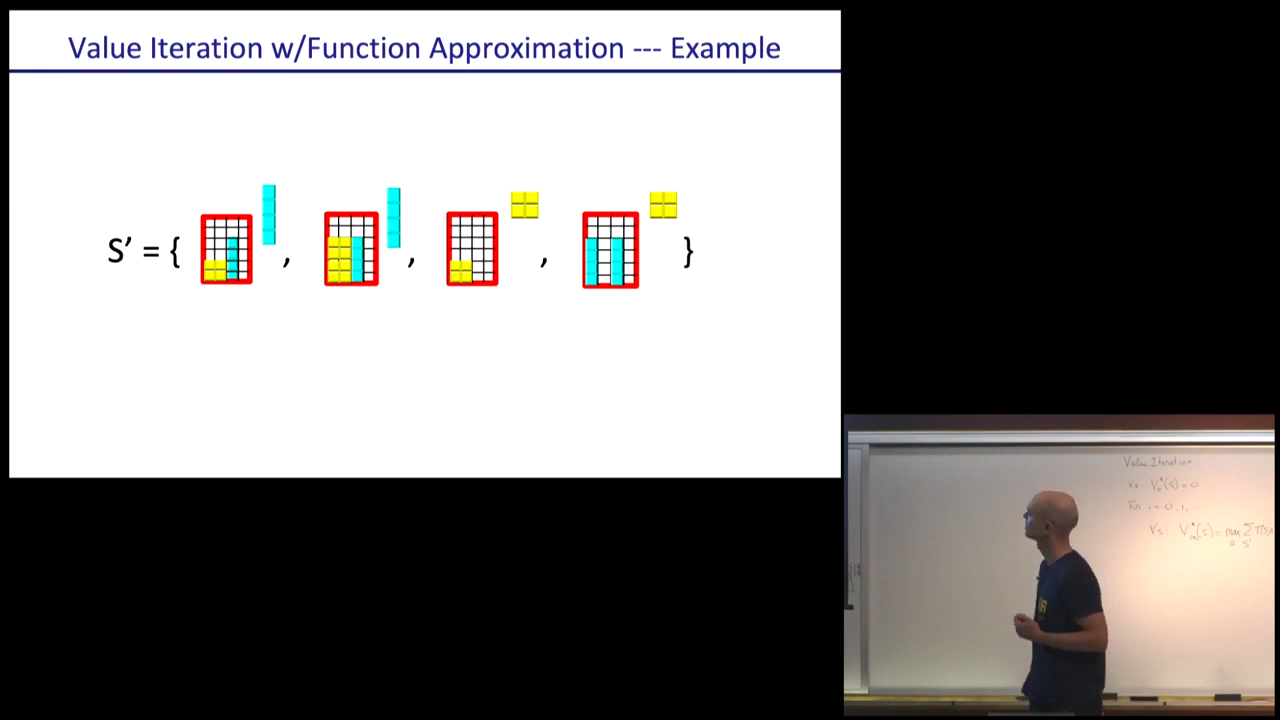 Value Iteration w/Function Approximation --- Example
S’ = { , , , }
Value Iteration
∀s V₀*(s) = 0
For i = 0, 1,
∀s